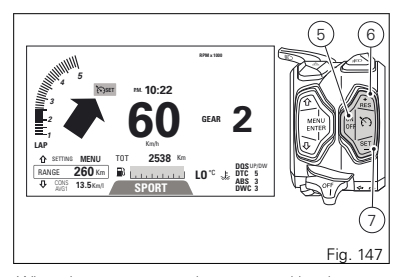 RPM x 1000
5
4
3
2
1
SET
P.M. 10:22
60
Km/h
GEAR 2
LAP
SETTING MENU
TOT 2538 Km
RANGE 260 Km
CONS. AVG1 13.5 Km/l
LO °C
DQS UP/DW
DTC 5
ABS 3
DWC 3
SPORT
5
6
7
MENU
ENTER
RES
OFF
SET
OFF
Fig. 147